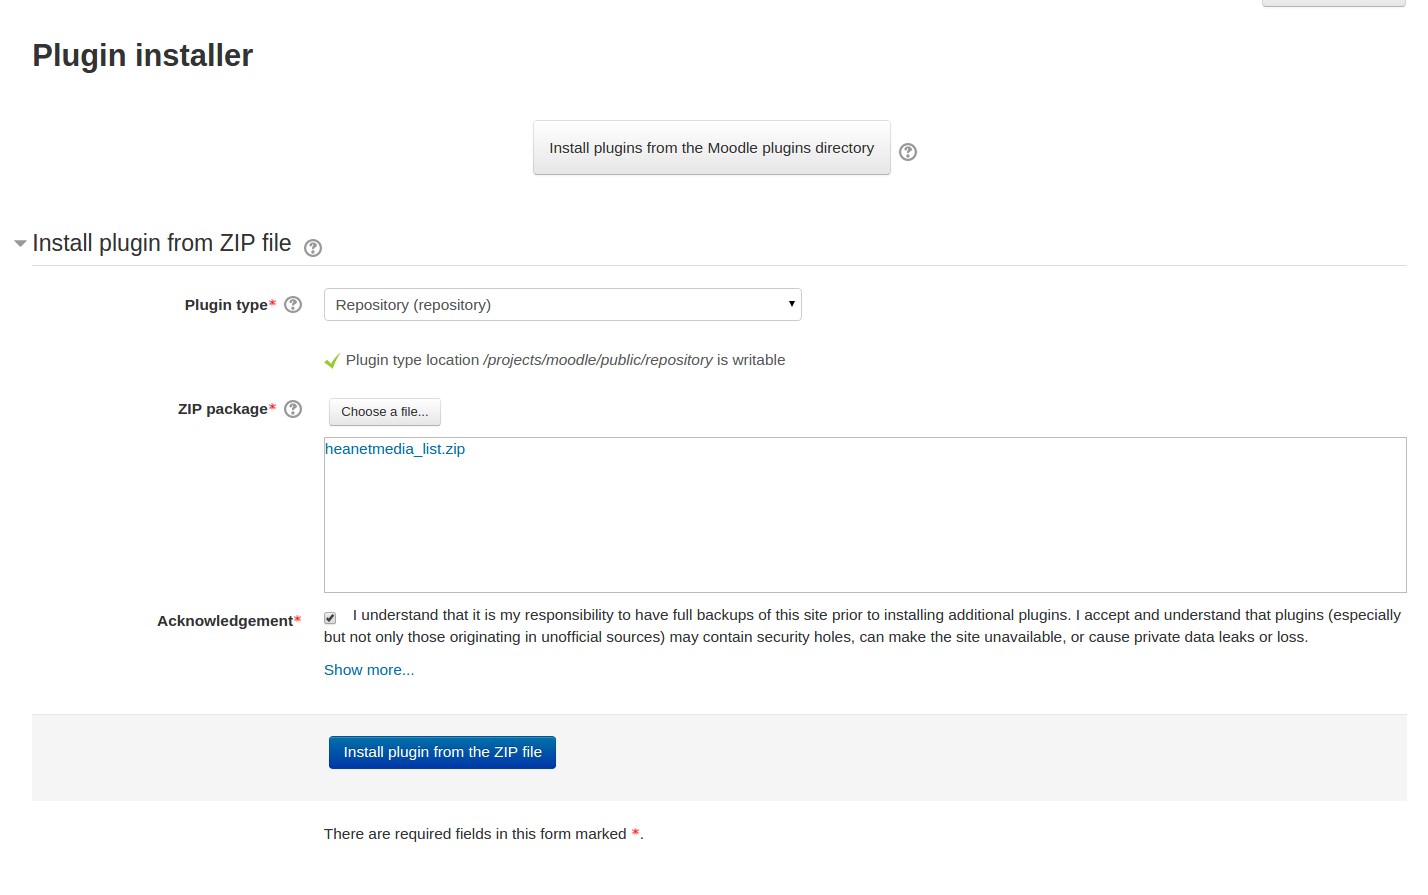 Plugin installer
Install plugins from the Moodle plugins directory
Install plugin from ZIP file
Plugin type*
Repository (repository)
Plugin type location /projects/moodle/public/repository is writable
ZIP package*
Choose a file...
heanetmedia_list.zip
Acknowledgement*
I understand that it is my responsibility to have full backups of this site prior to installing additional plugins. I accept and understand that plugins (especially
but not only those originating in unofficial sources) may contain security holes, can make the site unavailable, or cause private data leaks or loss.
Show more...
Install plugin from the ZIP file
There are required fields in this form marked *.